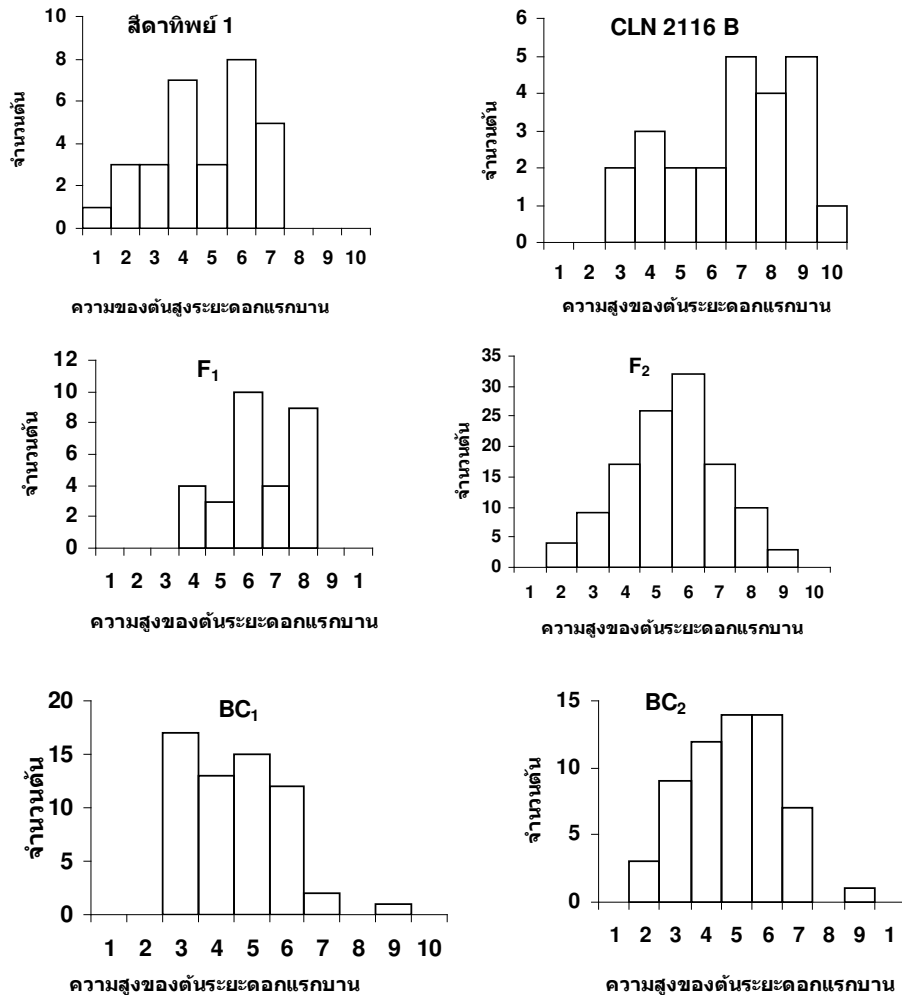 สีดาทิพย์ 1
จำนวนต้น
10
8
6
4
2
0
1 2 3 4 5 6 7 8 9 10
ความของต้นสูงระยะดอกแรกบาน
CLN 2116 B
จำนวนต้น
6
5
4
3
2
1
0
1 2 3 4 5 6 7 8 9 10
ความสูงของต้นระยะดอกแรกบาน
F₁
จำนวนต้น
12
10
8
6
4
2
0
1 2 3 4 5 6 7 8 9 1
ความสูงของต้นระยะดอกแรกบาน
F₂
จำนวนต้น
35
30
25
20
15
10
5
0
1 2 3 4 5 6 7 8 9 10
ความสูงของต้นระยะดอกแรกบาน
BC₁
จำนวนต้น
20
15
10
5
0
1 2 3 4 5 6 7 8 9 10
ความสูงของต้นระยะดอกแรกบาน
BC₂
จำนวนต้น
15
10
5
0
1 2 3 4 5 6 7 8 9 1
ความสูงของต้นระยะดอกแรกบาน